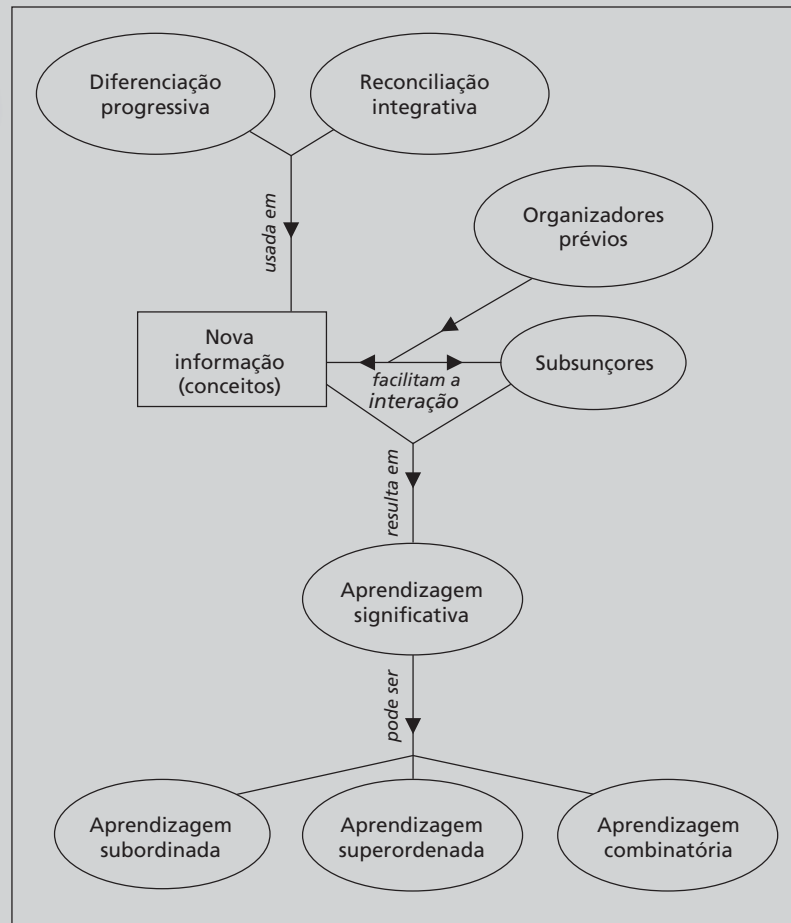 Diferenciação
progressiva
Reconciliação
integrativa
usada em
Organizadores
prévios
Nova
informação
(conceitos)
facilitam a
interação
Subsunçores
resulta em
Aprendizagem
significativa
pode ser
Aprendizagem
subordinada
Aprendizagem
superordenada
Aprendizagem
combinatória